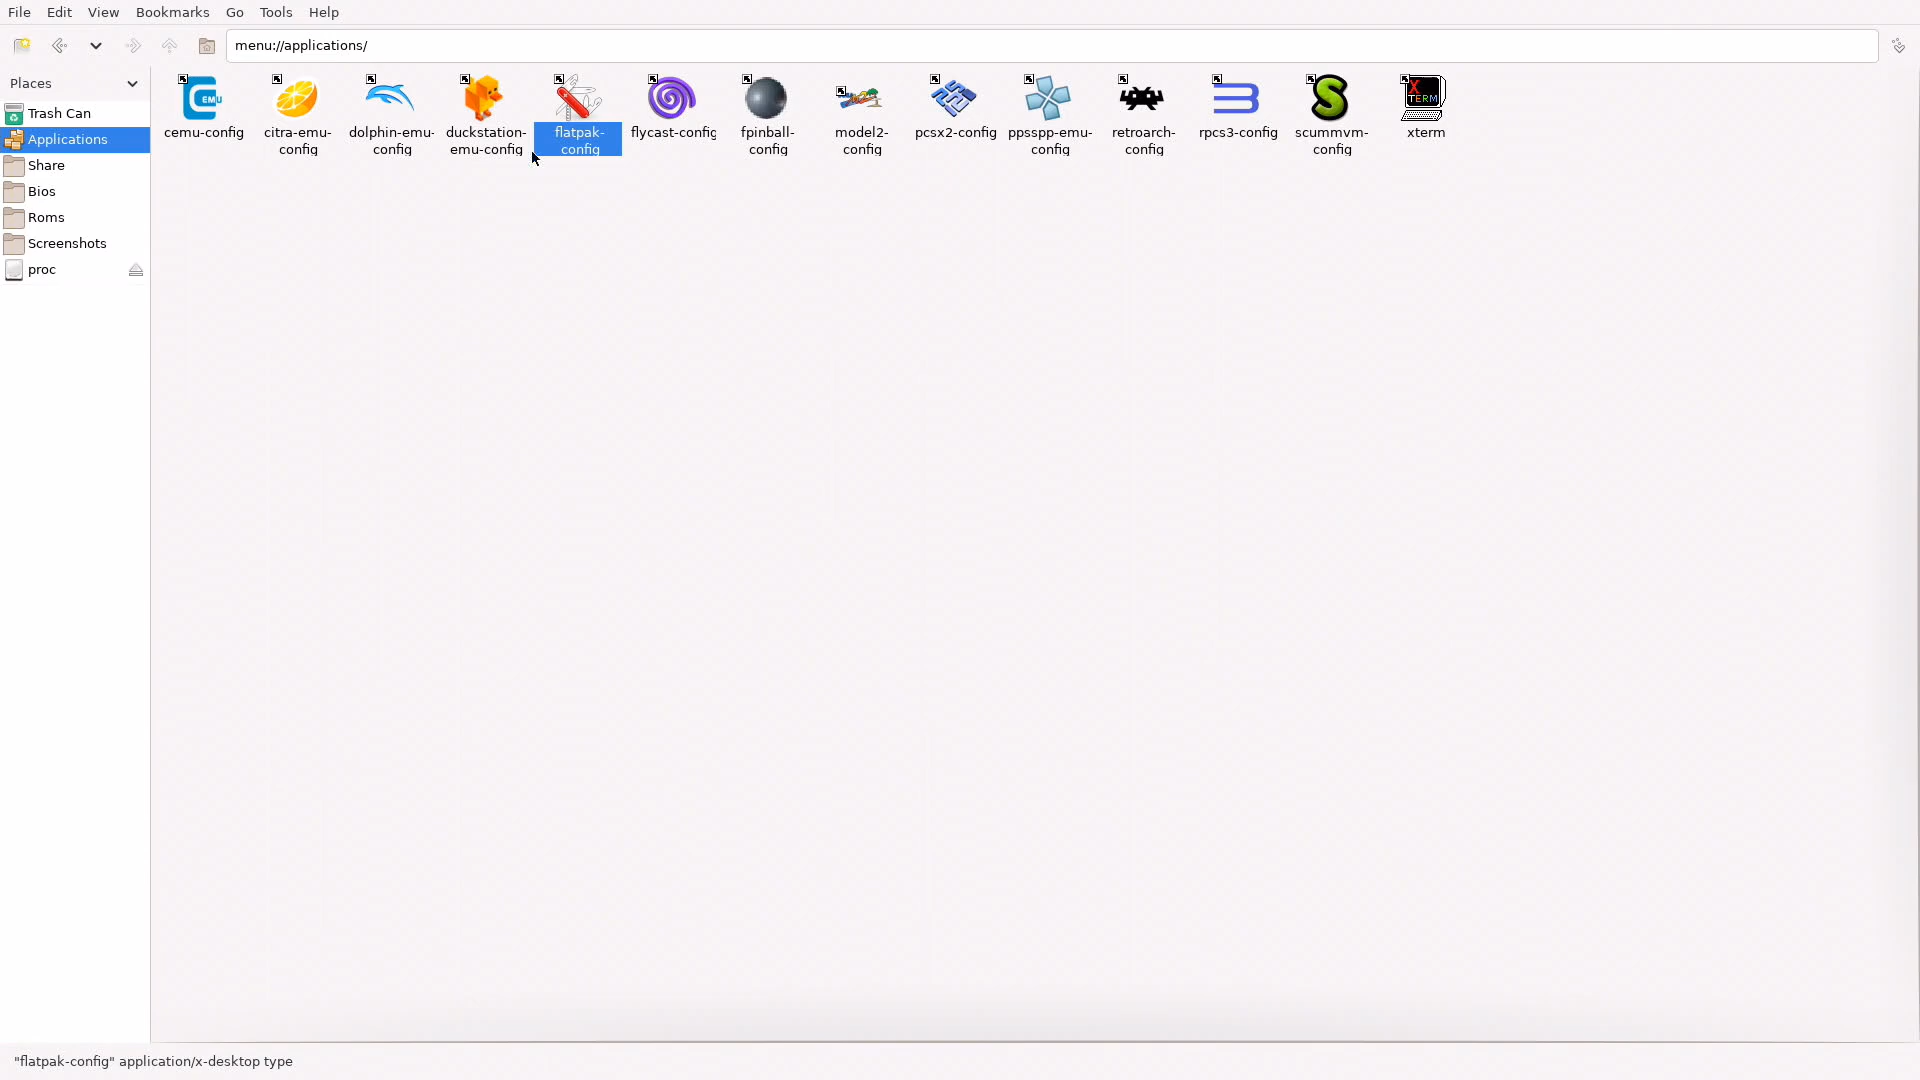 File Edit View Bookmarks Go Tools Help
menu://applications/
Places
Trash Can
Applications
Share
Bios
Roms
Screenshots
proc
EMU
cemu-config
citra-emu-
config
dolphin-emu-
config
duckstation-
emu-config
flatpak-
config
flycast-config
fpinball-
config
model2-
config
pcsx2-config
ppsspp-emu-
config
retroarch-
config
rpcs3-config
S
scummvm-
config
X
TERM
xterm
"flatpak-config" application/x-desktop type